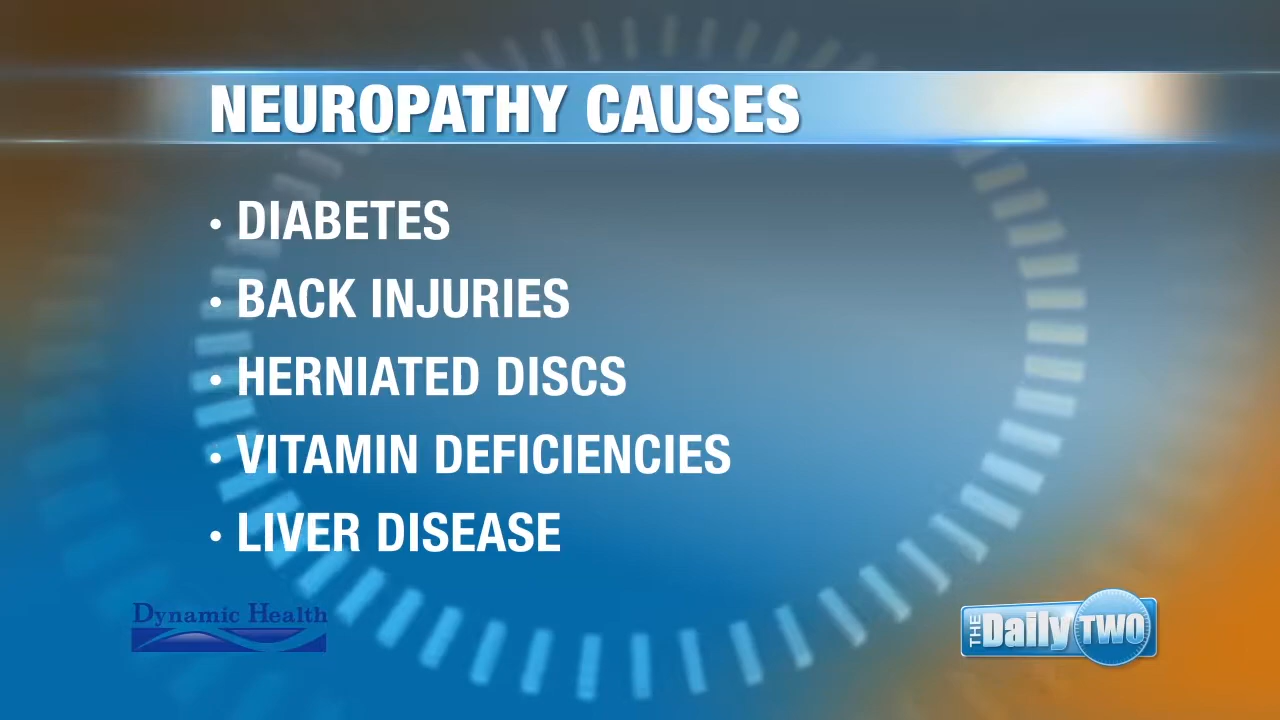 NEUROPATHY CAUSES
• DIABETES
• BACK INJURIES
• HERNIATED DISCS
• VITAMIN DEFICIENCIES
• LIVER DISEASE
Dynamic Health
THE Daily TWO